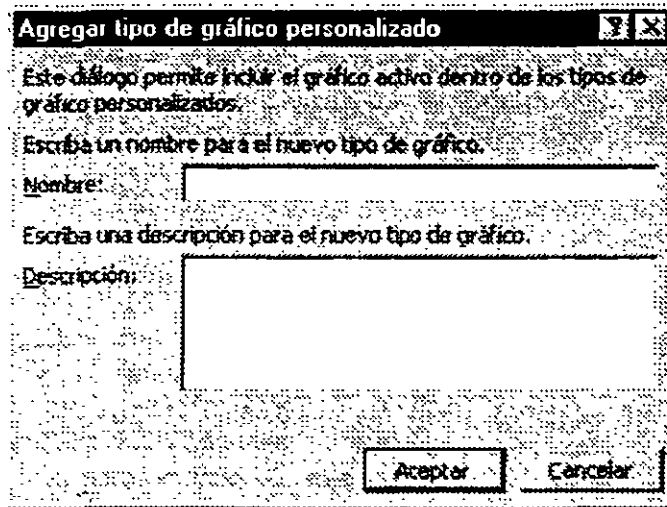 Agregar tipo de gráfico personalizado
Este diálogo permite incluir el gráfico activo dentro de los tipos de
gráfico personalizados.
Escriba un nombre para el nuevo tipo de gráfico.
Nombre:
Escriba una descripción para el nuevo tipo de gráfico.
Descripción:
Aceptar Cancelar